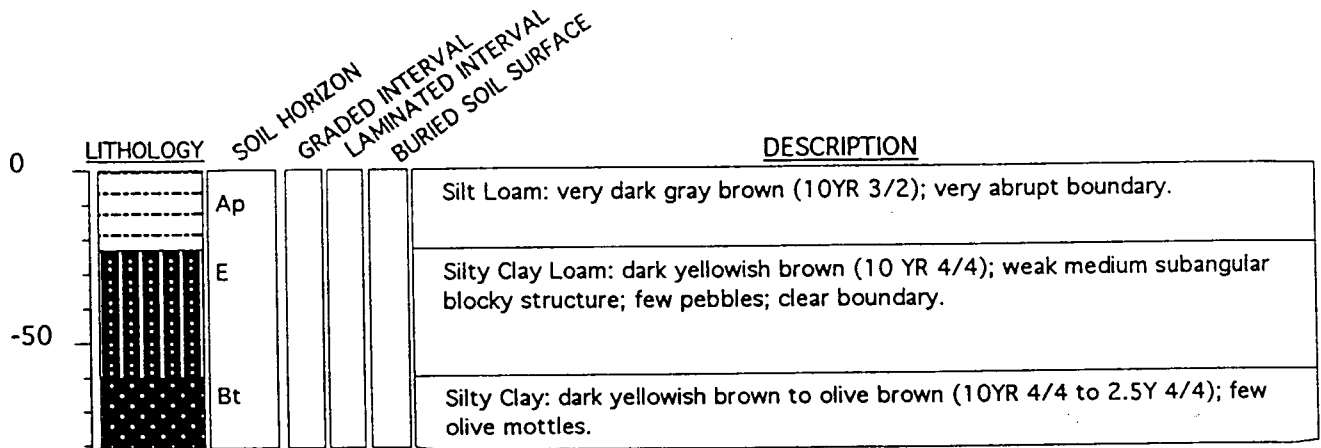 SOIL HORIZON
GRADED INTERVAL
LAMINATED INTERVAL
BURIED SOIL SURFACE
LITHOLOGY
DESCRIPTION
0
Ap
Silt Loam: very dark gray brown (10YR 3/2); very abrupt boundary.
E
Silty Clay Loam: dark yellowish brown (10 YR 4/4); weak medium subangular
blocky structure; few pebbles; clear boundary.
-50
Bt
Silty Clay: dark yellowish brown to olive brown (10YR 4/4 to 2.5Y 4/4); few
olive mottles.